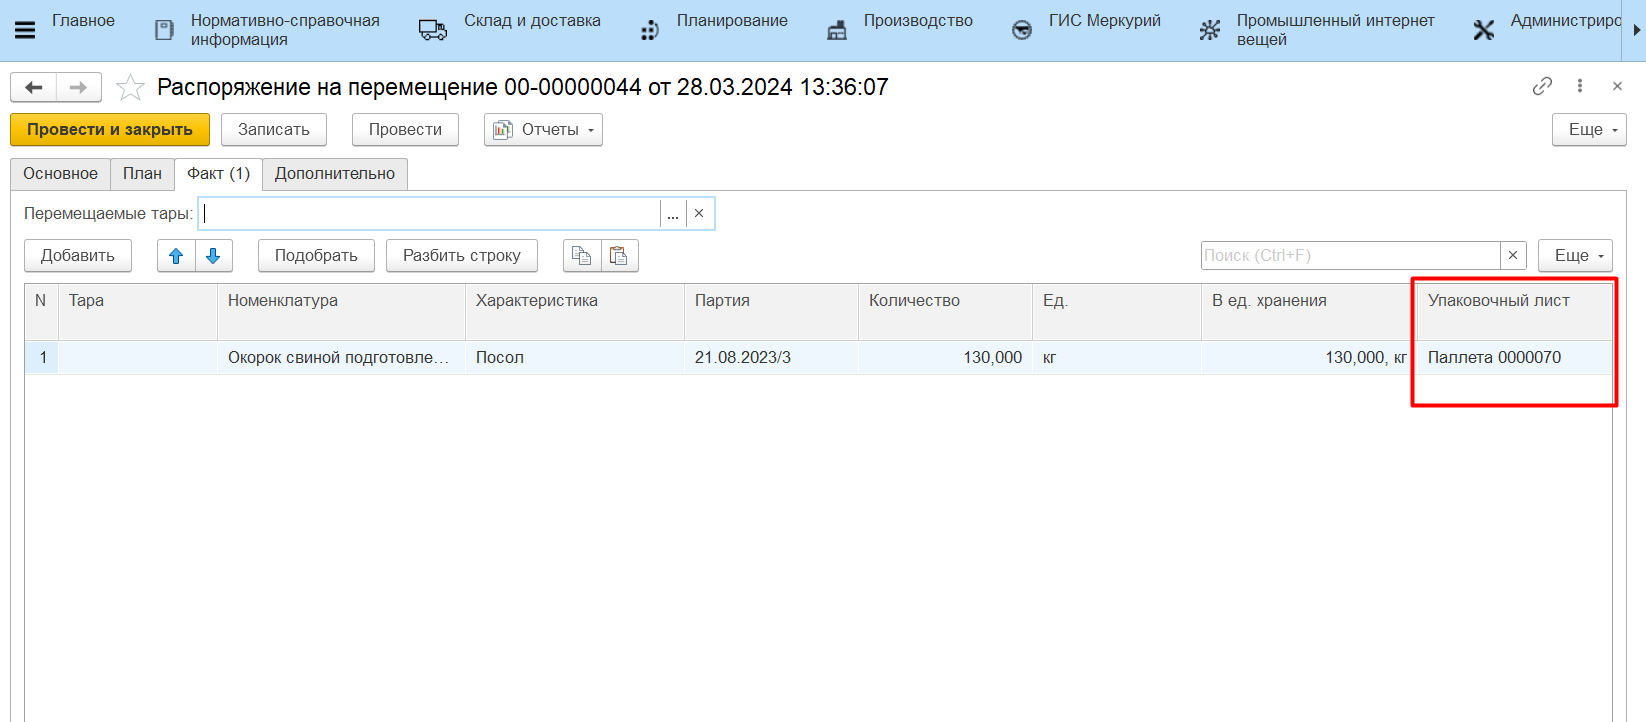 Главное
Нормативно-справочная
информация
Склад и доставка
Планирование
Производство
ГИС Меркурий
Промышленный интернет
вещей
Администриро
Распоряжение на перемещение 00-00000044 от 28.03.2024 13:36:07
Провести и закрыть
Записать
Провести
Отчеты
Еще
Основное
План
Факт (1)
Дополнительно
Перемещаемые тары:
...
Добавить
Подобрать
Разбить строку
Поиск (Ctrl+F)
Еще
N Тара Номенклатура Характеристика Партия Количество Ед. В ед. хранения Упаковочный лист
1 Окорок свиной подготовле... Посол 21.08.2023/3 130,000 кг 130,000, кг Паллета 0000070